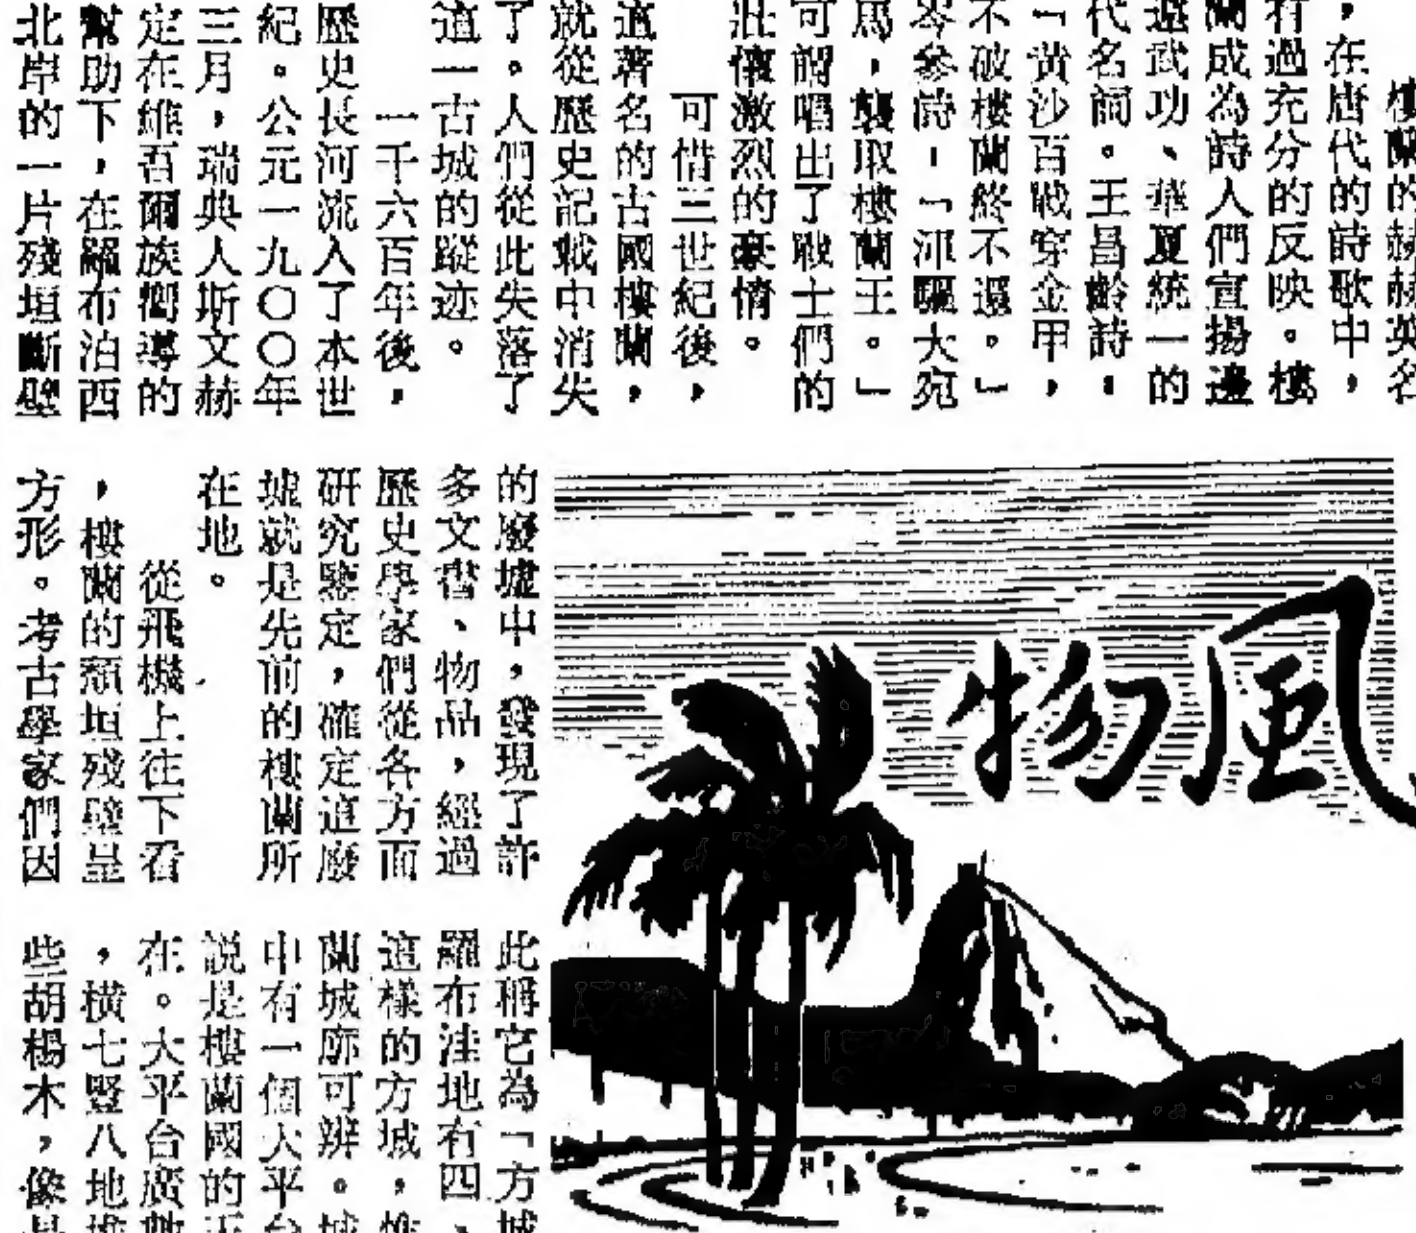 樓蘭的赫赫英名
，在唐代的詩歌中，
有過充分的反映。樓
蘭成為詩人們宣揚邊
遠武功、華夏統一的
代名詞。王昌齡詩：
「黃沙百戰穿金甲，
不破樓蘭終不還。」
岑參詩：「渾驅大宛
馬，襲取樓蘭王。」
可謂唱出了戰士們的
壯懷激烈的豪情。
可惜三世紀後，
這著名的古國樓蘭，
就從歷史記載中消失
了。人們從此失落了
這一古城的蹤迹。
一千六百年後，
歷史長河流入了本世
紀。公元一九〇〇年
三月，瑞典人斯文赫
定在維吾爾族嚮導的
幫助下，在羅布泊西
北岸的一片殘垣斷壁
風物
的廢墟中，發現了許
多文書、物品，經過
歷史學家們從各方面
研究鑒定，確定這廢
墟就是先前的樓蘭所
在地。
從飛機上往下看
，樓蘭的頹垣殘壁呈
方形。考古學家們因
此稱它為「方城
羅布洼地有四、
這樣的方城，惟
蘭城廓可辨。城
中有一個大平台
説是樓蘭國的
在。大平台廣數
，橫七豎八地堆
些胡楊木，像